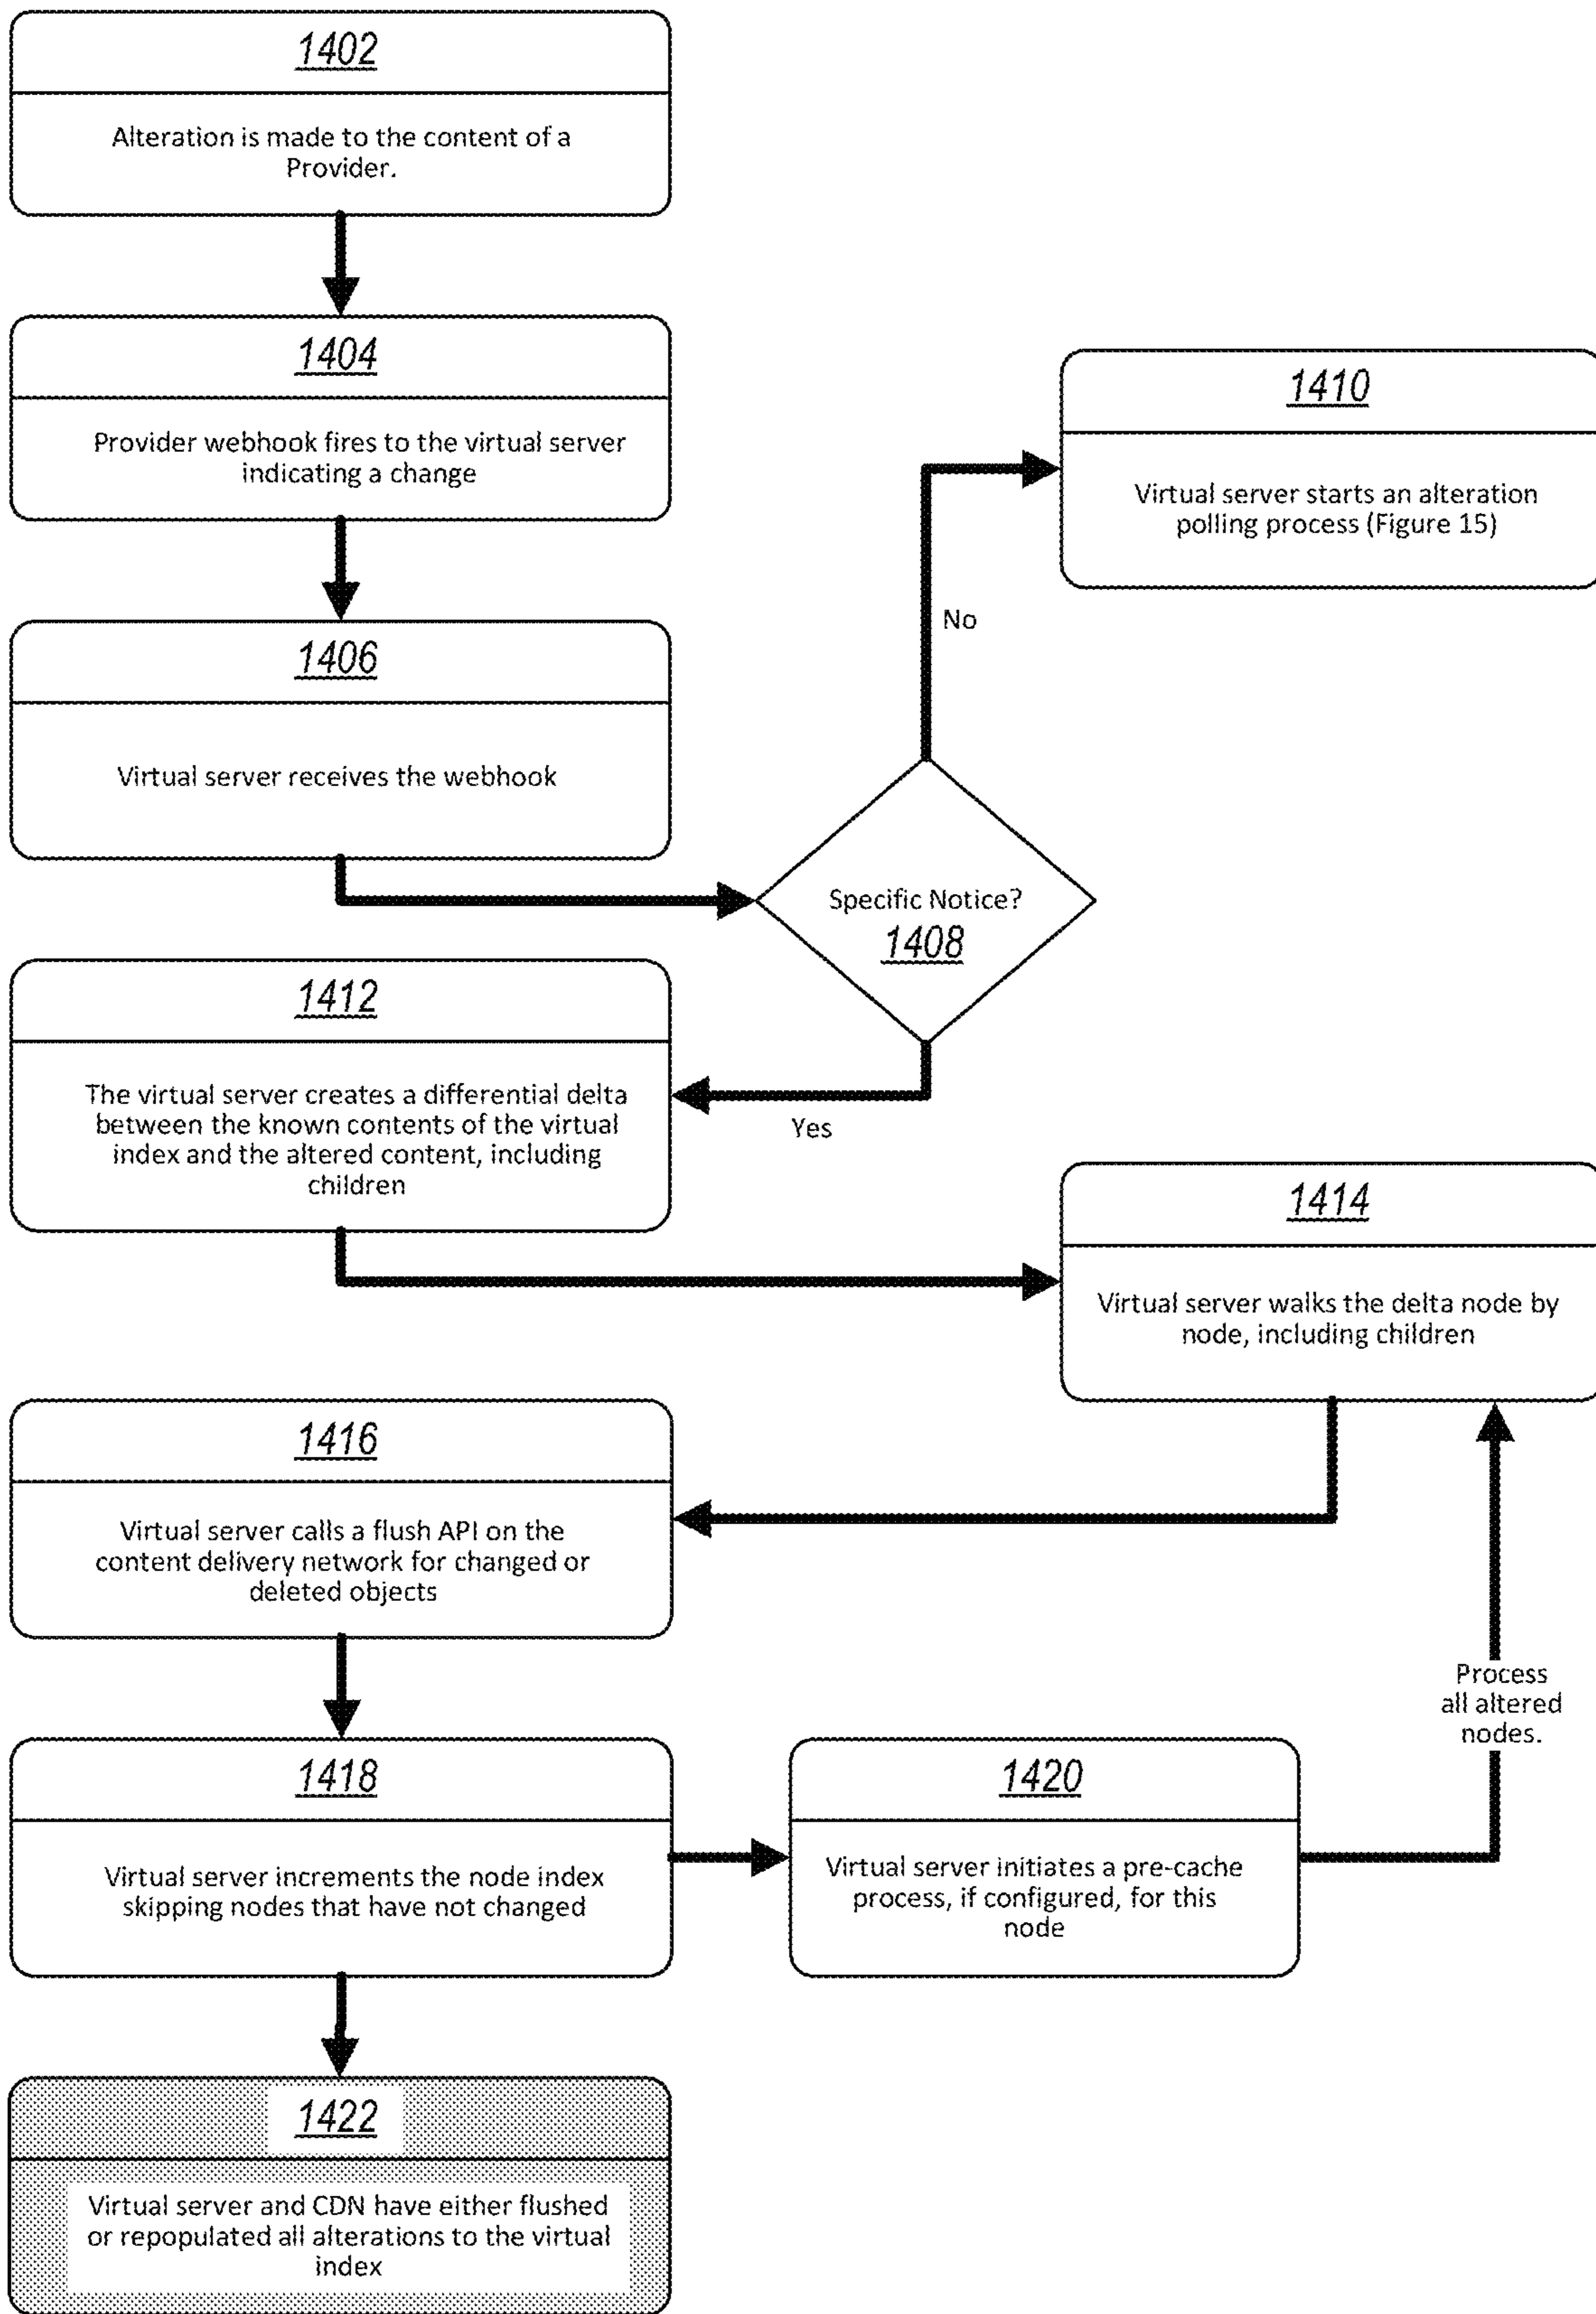 1402
Alteration is made to the content of a
Provider.
1404
Provider webhook fires to the virtual server
indicating a change
1406
Virtual server receives the webhook
Specific Notice?
1408
No
1410
Virtual server starts an alteration
polling process (Figure 15)
Yes
1412
The virtual server creates a differential delta
between the known contents of the virtual
index and the altered content, including
children
1414
Virtual server walks the delta node by
node, including children
1416
Virtual server calls a flush API on the
content delivery network for changed or
deleted objects
1418
Virtual server increments the node index
skipping nodes that have not changed
1420
Virtual server initiates a pre-cache
process, if configured, for this
node
Process
all altered
nodes.
1422
Virtual server and CDN have either flushed
or repopulated all alterations to the virtual
index